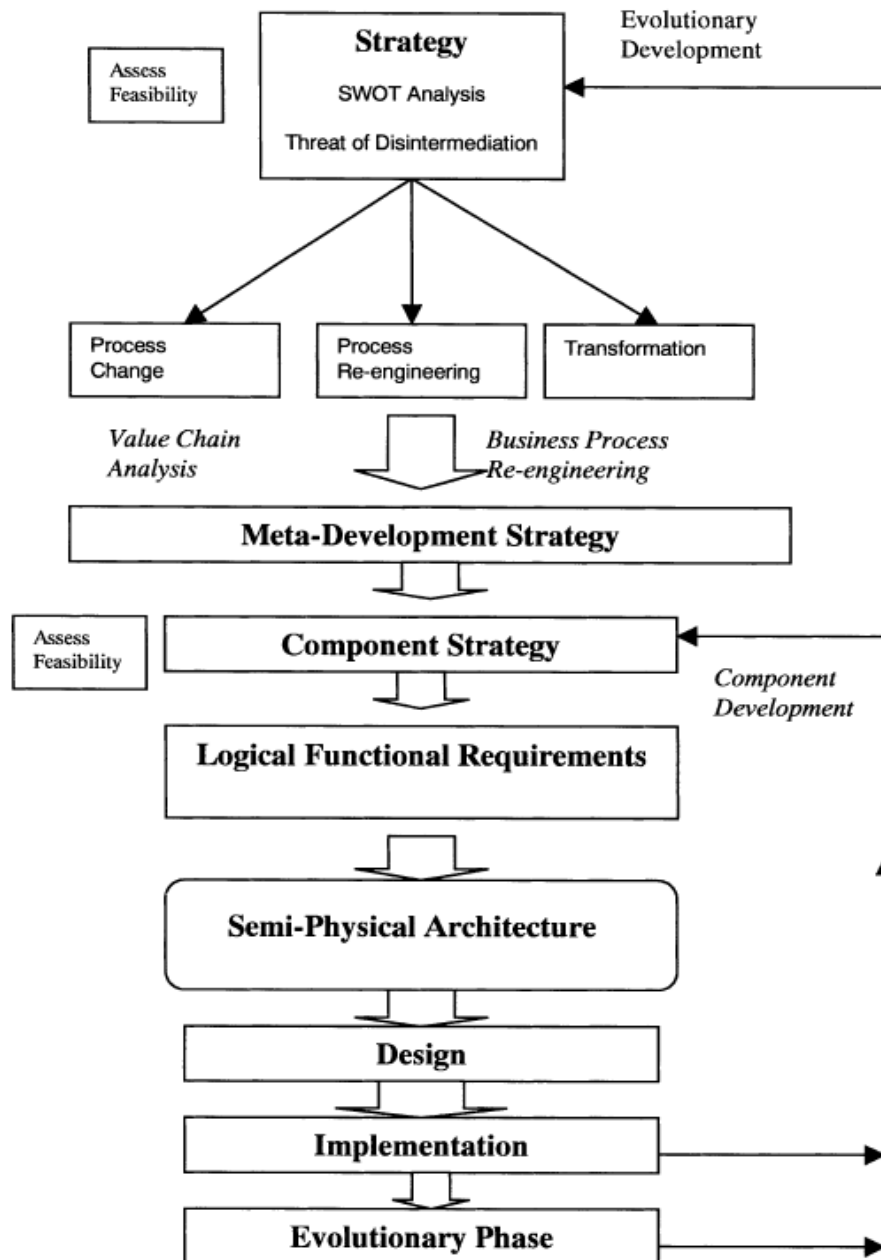 Evolutionary
Development
Strategy
SWOT Analysis
Threat of Disintermediation
Assess
Feasibility
Process
Change
Process
Re-engineering
Transformation
Value Chain
Analysis
Business Process
Re-engineering
Meta-Development Strategy
Assess
Feasibility
Component Strategy
Component
Development
Logical Functional Requirements
Semi-Physical Architecture
Design
Implementation
Evolutionary Phase